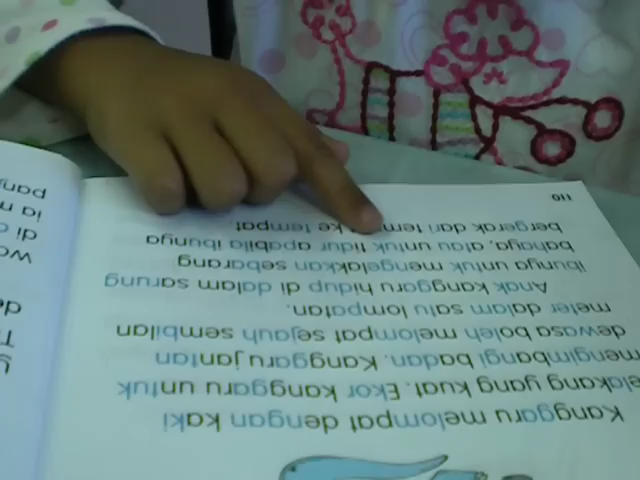 Kanggaru melompat dengan kaki
elakang yang kuat. Ekor kanggaru untuk
mengimbangi badan. Kanggaru jantan
dewasa boleh melompat sejauh sembilan
meter dalam satu lompatan.
Anak kanggaru hidup di dalam sarung
ibunya untuk mengelakkan sebarang
bahaya, atau untuk tidur apabila ibunya
bergerak dari ke tempat
110